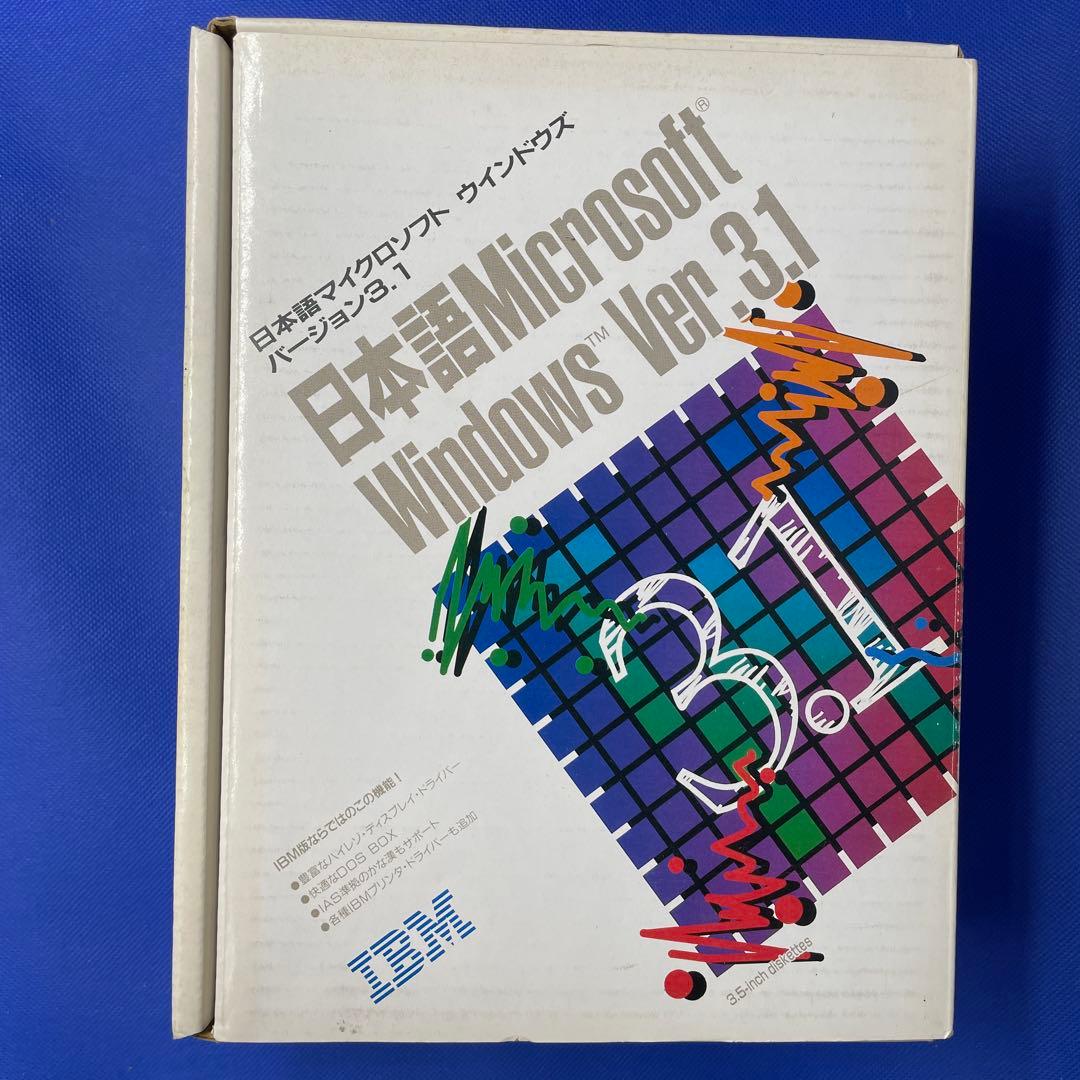 日本語マイクロソフト ウインドウズ
バージョン3.1
日本語Microsoft®
Windows™ Ver 3.1
3.1
IBM版ならではのこの機能！
●豊富なハイレゾ・ディスプレイ・ドライバー
●快適なDOS BOX
●IAS準拠のかな漢もサポート
●各種IBMプリンタ・ドライバーも追加
IBM
3.5-inch diskettes